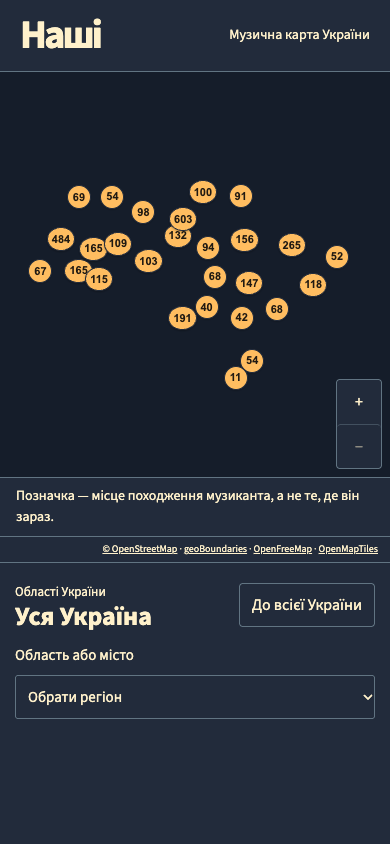 Наші
Музична карта України
100
91
69
54
98
603
132
484
165
109
94
156
265
103
52
67
165
115
68
147
118
40
191
42
68
54
11
+
−
Позначка — місце походження музиканта, а не те, де він
зараз.
© OpenStreetMap · geoBoundaries · OpenFreeMap · OpenMapTiles
Області України
Уся Україна
До всієї України
Область або місто
Обрати регіон